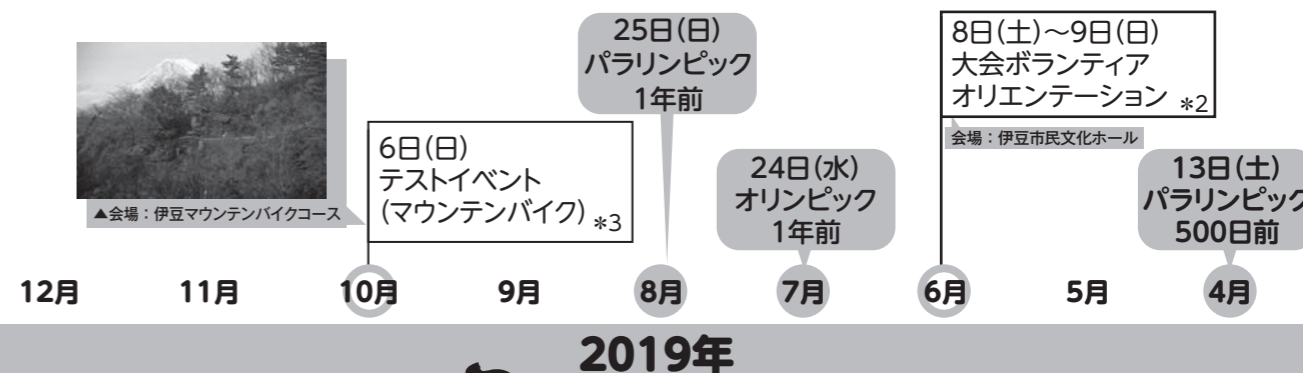 25日(日)
パラリンピック
1年前
8日(土)～9日(日)
大会ボランティア
オリエンテーション *2
会場：伊豆市民文化ホール
6日(日)
テストイベント
(マウンテンバイク) *3
▲会場：伊豆マウンテンバイクコース
24日(水)
オリンピック
1年前
13日(土)
パラリンピック
500日前
12月 11月 10月 9月 8月 7月 6月 5月 4月
2019年